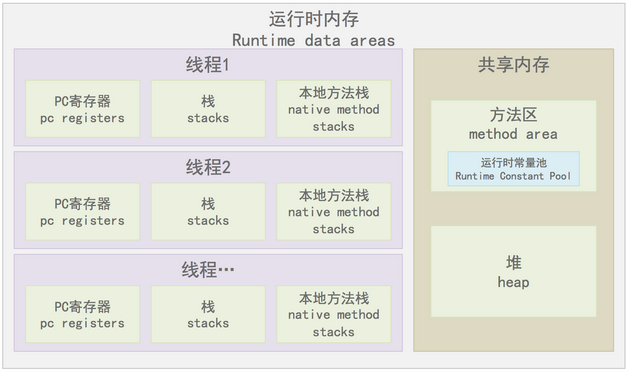 运行时内存
Runtime data areas
线程1
PC寄存器
pc registers
栈
stacks
本地方法栈
native method
stacks
线程2
PC寄存器
pc registers
栈
stacks
本地方法栈
native method
stacks
线程…
PC寄存器
pc registers
栈
stacks
本地方法栈
native method
stacks
共享内存
方法区
method area
运行时常量池
Runtime Constant Pool
堆
heap